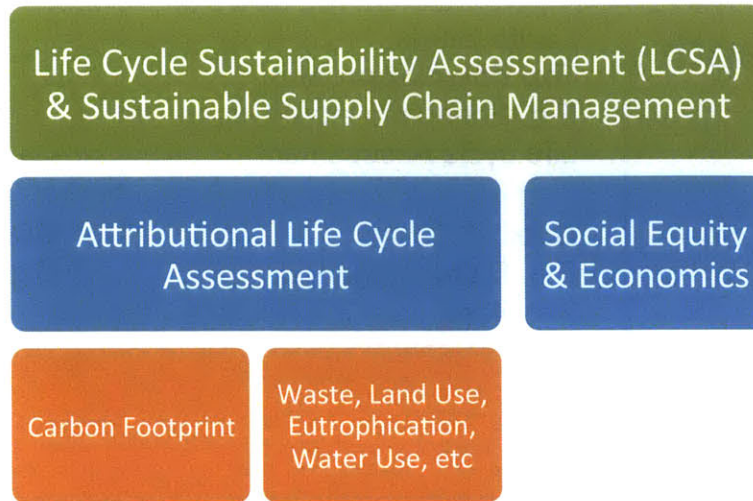 Life Cycle Sustainability Assessment (LCSA)
& Sustainable Supply Chain Management
Attributional Life Cycle
Assessment
Social Equity
& Economics
Carbon Footprint
Waste, Land Use,
Eutrophication,
Water Use, etc